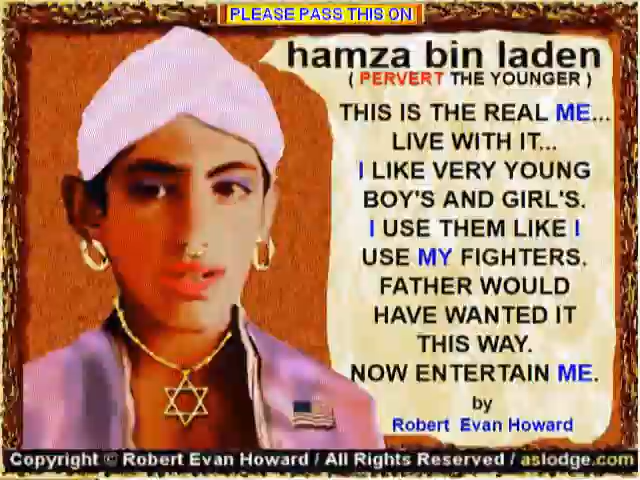 PLEASE PASS THIS ON
hamza bin laden
( PERVERT THE YOUNGER )
THIS IS THE REAL ME...
LIVE WITH IT...
I LIKE VERY YOUNG
BOY'S AND GIRL'S.
I USE THEM LIKE I
USE MY FIGHTERS.
FATHER WOULD
HAVE WANTED IT
THIS WAY.
NOW ENTERTAIN ME.
by
Robert Evan Howard
Copyright © Robert Evan Howard / All Rights Reserved / aslodge.com